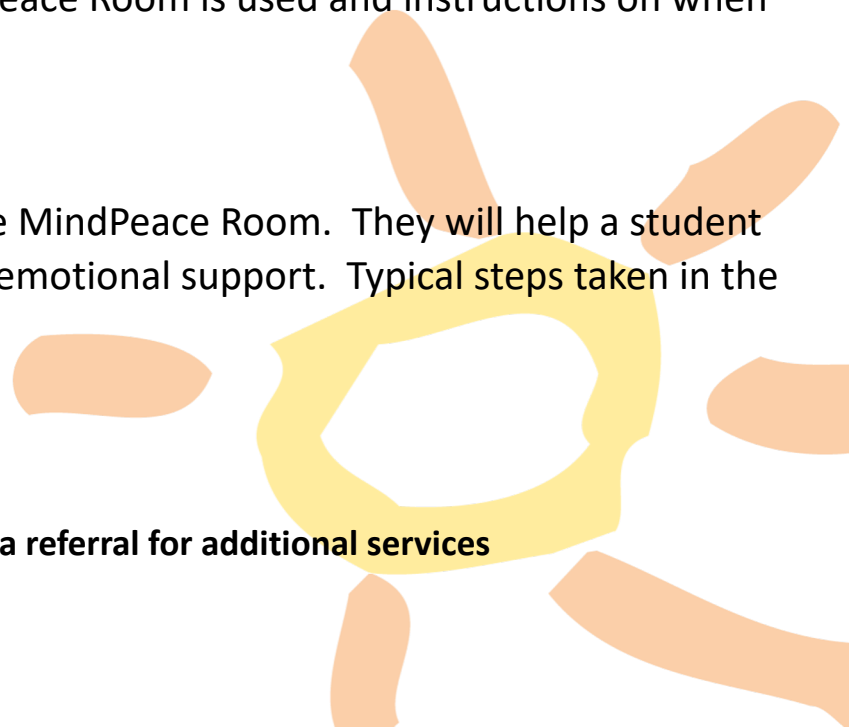 eace Room is used and instructions on when
e MindPeace Room.  They will help a student
emotional support.  Typical steps taken in the
a referral for additional services